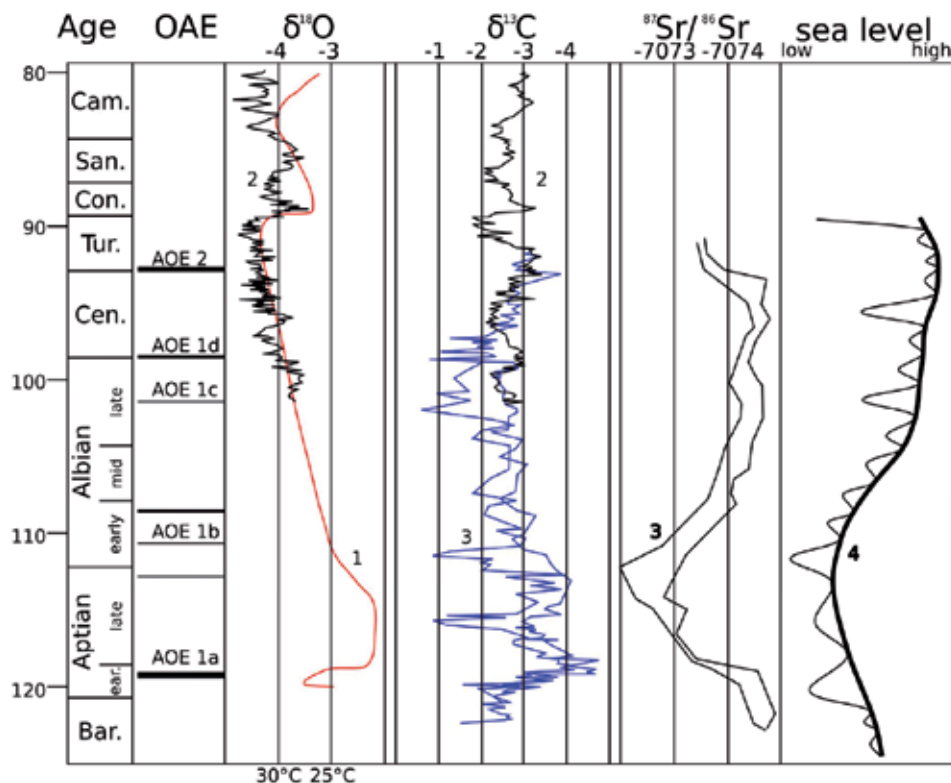 Age OAE δ¹⁸O δ¹³C ⁸⁷Sr/⁸⁶Sr sea level
-4 -3 -1 -2 -3 -4 -7073 -7074 low high
80
Cam.
San.
2 2
Con.
90
Tur.
AOE 2
Cen.
AOE 1d
100
AOE 1c
late
Albian
mid
110
early
AOE 1b
3 3
1 4
Aptian
late
AOE 1a
ear.
120
Bar.
30°C 25°C